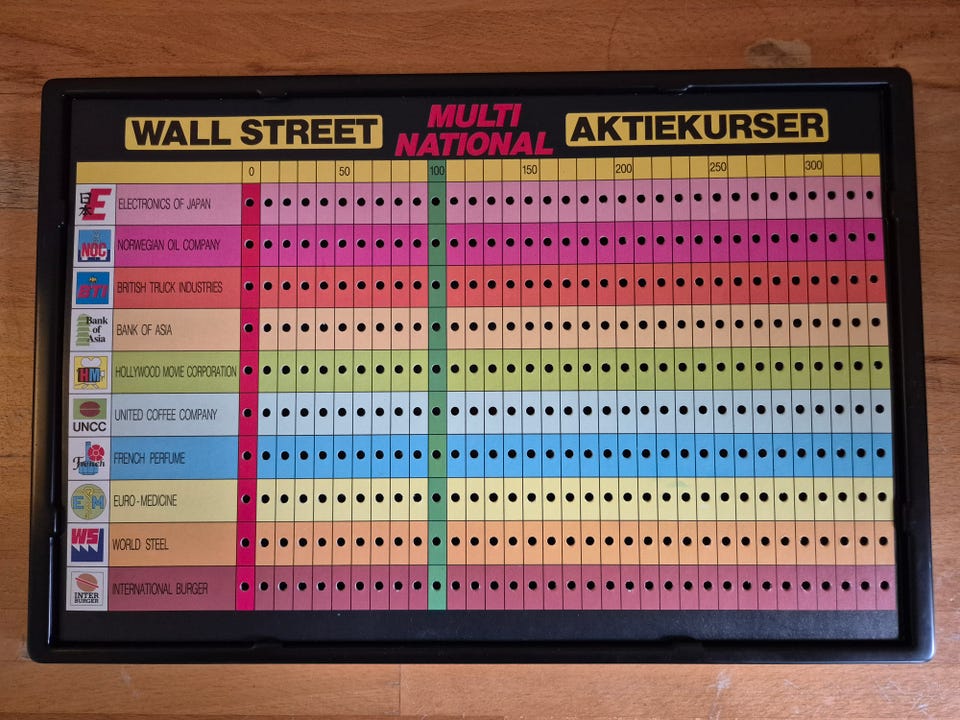 WALL STREET
MULTI
NATIONAL
AKTIEKURSER
0 50 100 150 200 250 300
日本 E ELECTRONICS OF JAPAN
NOC NORWEGIAN OIL COMPANY
BTI BRITISH TRUCK INDUSTRIES
Bank of Asia BANK OF ASIA
HM HOLLYWOOD MOVIE CORPORATION
UNCC UNITED COFFEE COMPANY
French FRENCH PERFUME
EM EURO-MEDICINE
WS WORLD STEEL
INTER BURGER INTERNATIONAL BURGER